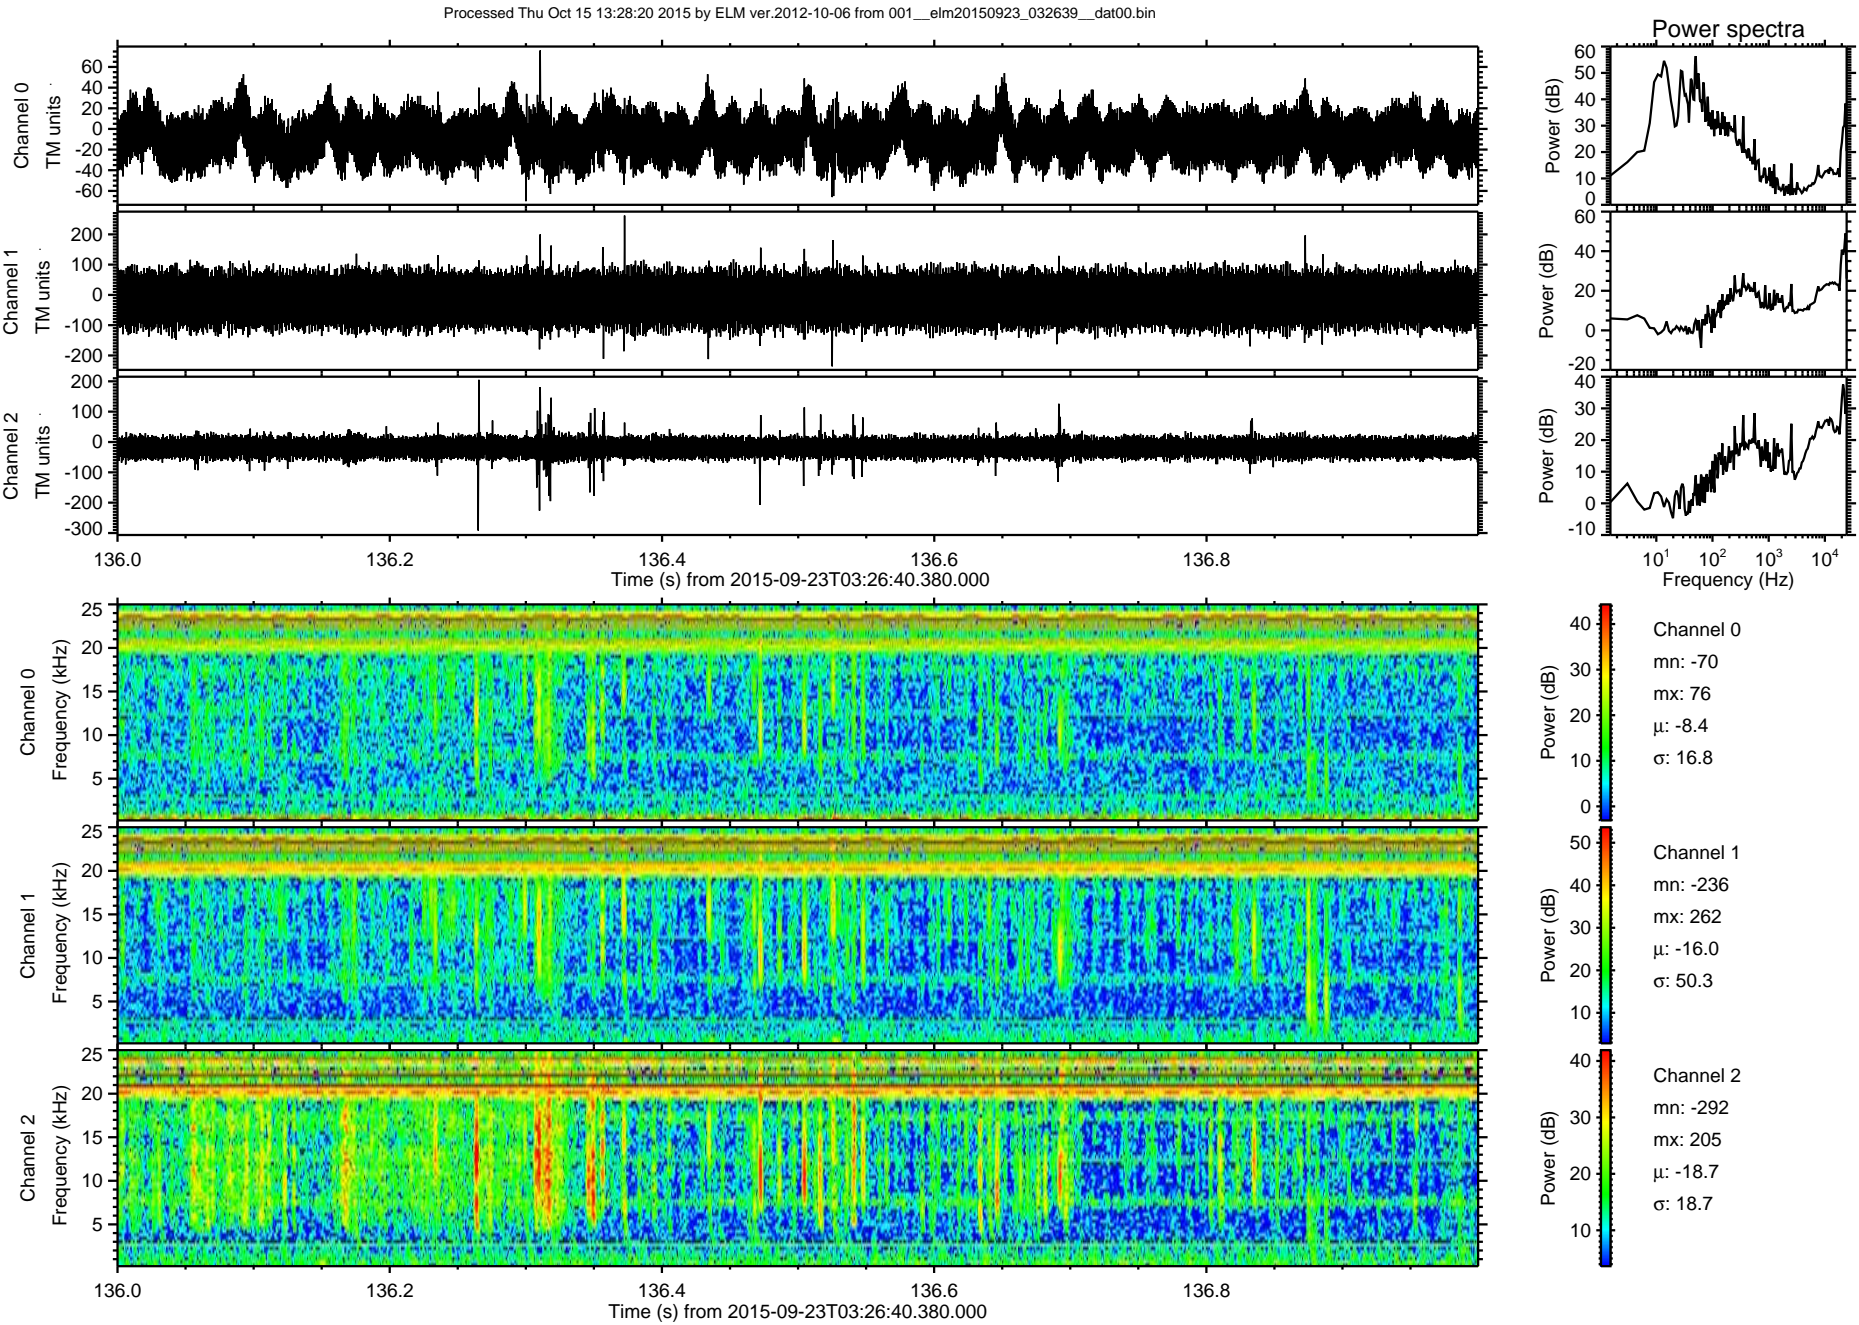 Processed Thu Oct 15 13:28:20 2015 by ELM ver.2012-10-06 from 001__elm20150923_032639__dat00.bin
Power spectra
Channel 0
TM units
60
40
20
0
-20
-40
-60
Power (dB)
60
50
40
30
20
10
0
Channel 1
TM units
200
100
0
-100
-200
Power (dB)
60
40
20
0
-20
Channel 2
TM units
200
100
0
-100
-200
-300
Power (dB)
40
30
20
10
0
-10
136.0 136.2 136.4 136.6 136.8
Time (s) from 2015-09-23T03:26:40.380.000
10¹ 10² 10³ 10⁴
Frequency (Hz)
Channel 0
Frequency (kHz)
25
20
15
10
5
Power (dB)
40
30
20
10
0
Channel 0
mn: -70
mx: 76
μ: -8.4
σ: 16.8
Channel 1
Frequency (kHz)
25
20
15
10
5
Power (dB)
50
40
30
20
10
Channel 1
mn: -236
mx: 262
μ: -16.0
σ: 50.3
Channel 2
Frequency (kHz)
25
20
15
10
5
Power (dB)
40
30
20
10
Channel 2
mn: -292
mx: 205
μ: -18.7
σ: 18.7
136.0 136.2 136.4 136.6 136.8
Time (s) from 2015-09-23T03:26:40.380.000